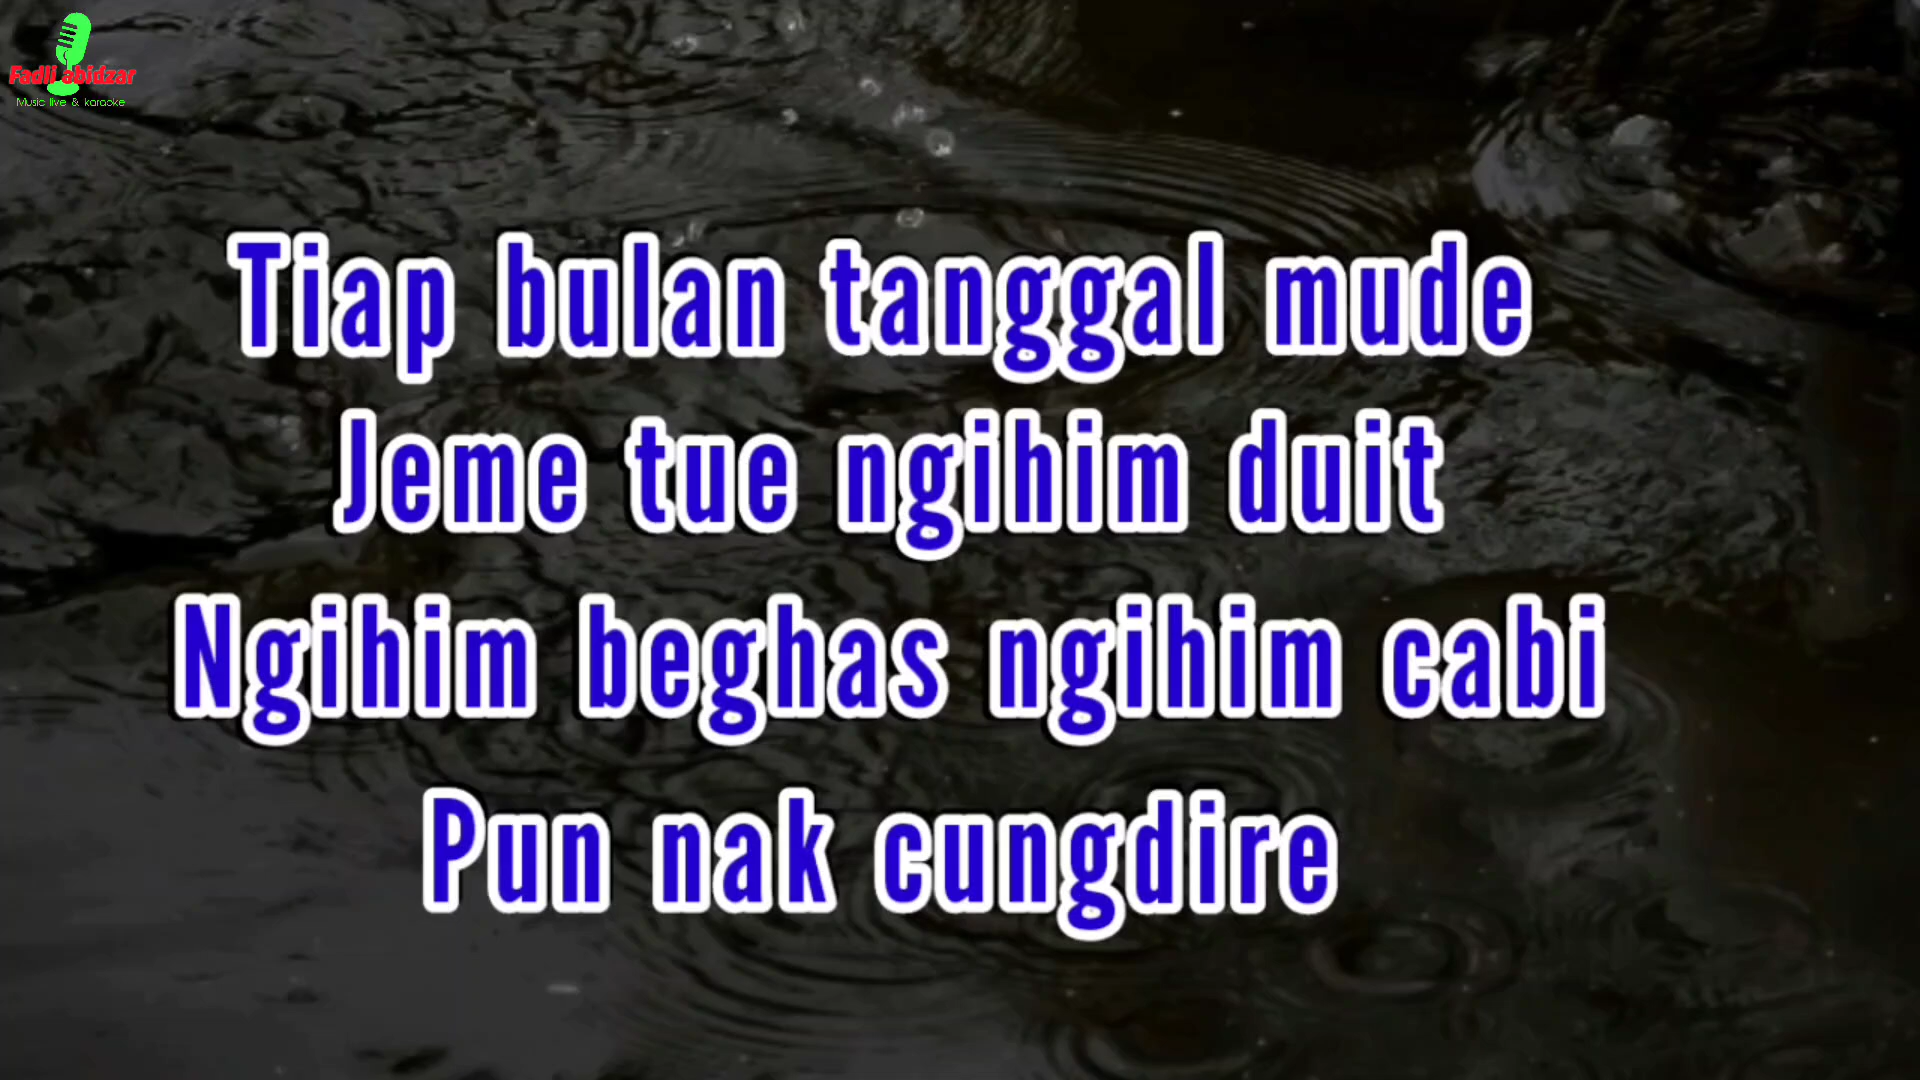 Fadli abidzar
Music live & karaoke
Tiap bulan tanggal mude
Jeme tue ngihim duit
Ngihim beghas ngihim cabi
Pun nak cungdire